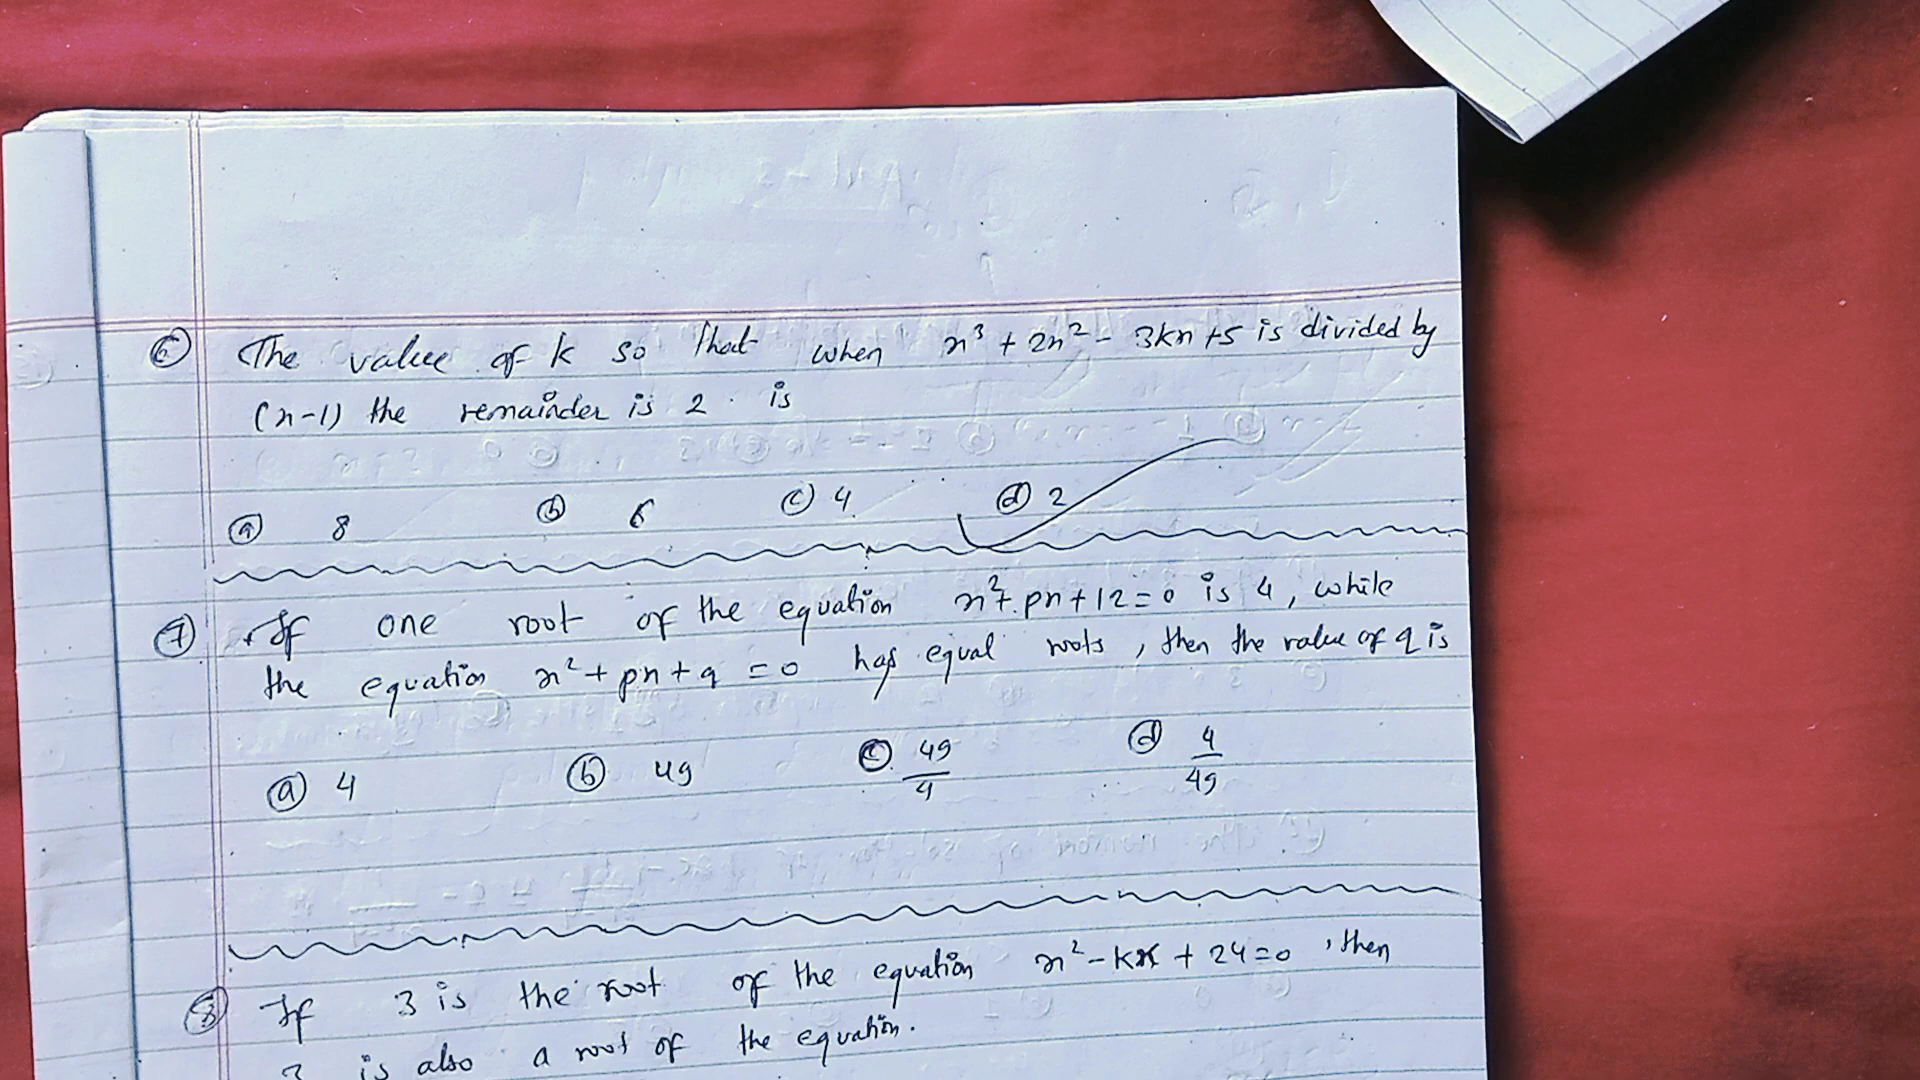 ⑥ The value of k so that when x³ + 2x² - 3kx +5 is divided by
(x-1) the remainder is 2 . is
ⓐ 8 ⓑ 6 ⓒ 4 ⓓ 2
⑦ If one root of the equation x² + px + 12 = 0 is 4, while
the equation x² + px + q = 0 has equal roots, then the value of q is
ⓐ 4 ⓑ 49 ⓒ 49/4 ⓓ 4/49
⑧ If 3 is the root of the equation x² - kx + 24 = 0, then
is also a root of the equation.